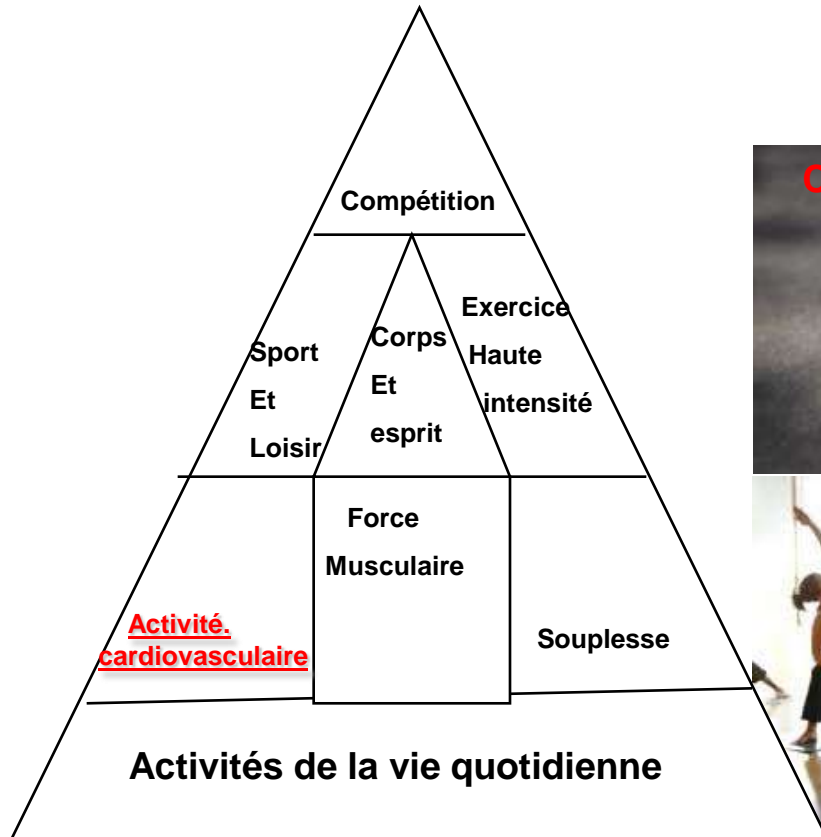 Compétition
Sport
Et
Loisir
Corps
Et
esprit
Exercice
Haute
intensité
Activité.
cardiovasculaire
Force
Musculaire
Souplesse
Activités de la vie quotidienne